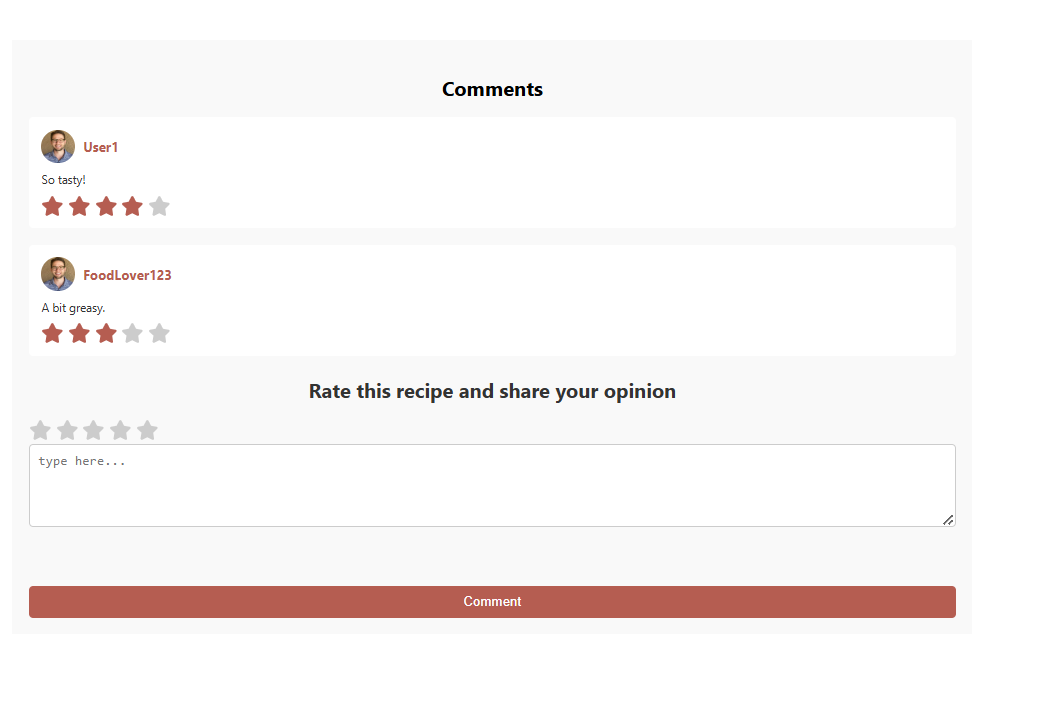 Comments
User1
So tasty!
FoodLover123
A bit greasy.
Rate this recipe and share your opinion
type here...
Comment